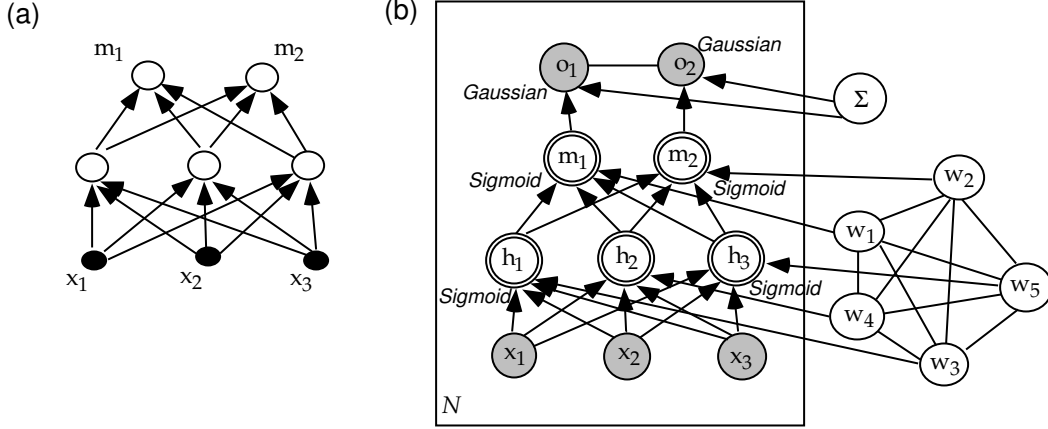 (a)
m1 m2
x1 x2 x3
(b)
Gaussian
o1 o2
Gaussian
Σ
m1 m2
Sigmoid Sigmoid
w2
w1
h1 h2 h3
Sigmoid Sigmoid
w5
w4
x1 x2 x3
w3
N